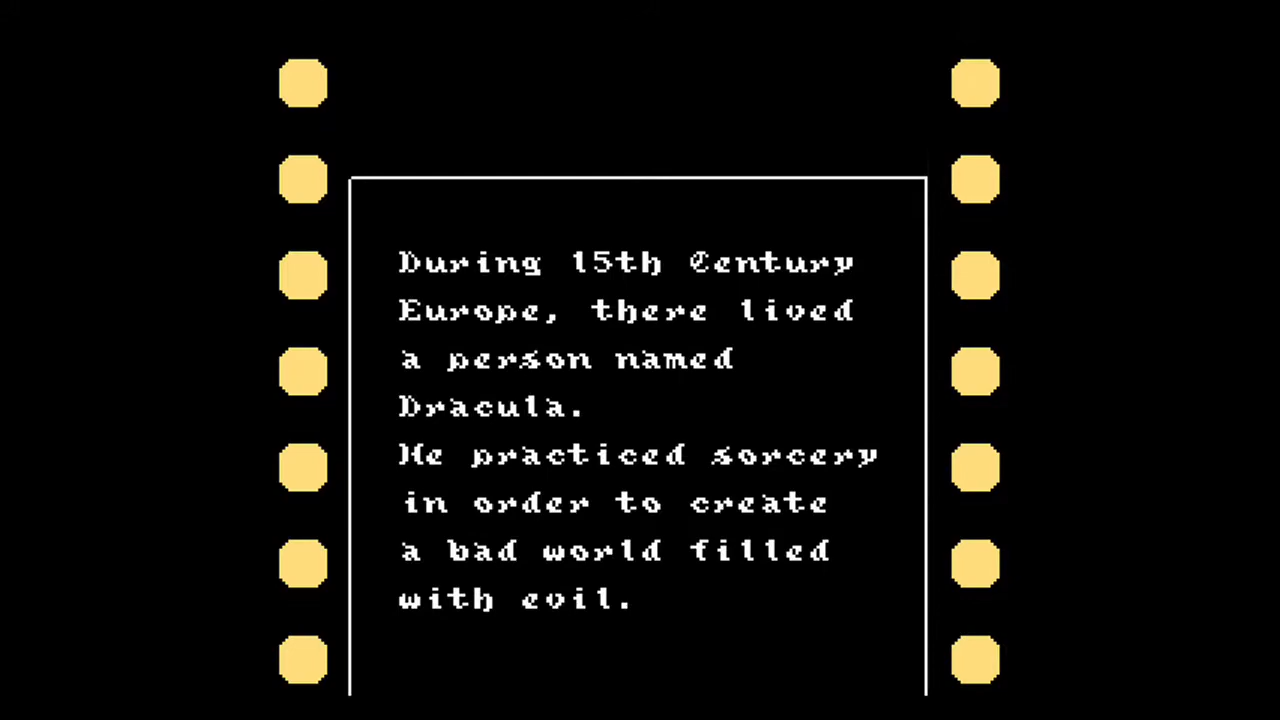 During 15th Century
Europe, there lived
a person named
Dracula.
He practiced sorcery
in order to create
a bad world filled
with evil.